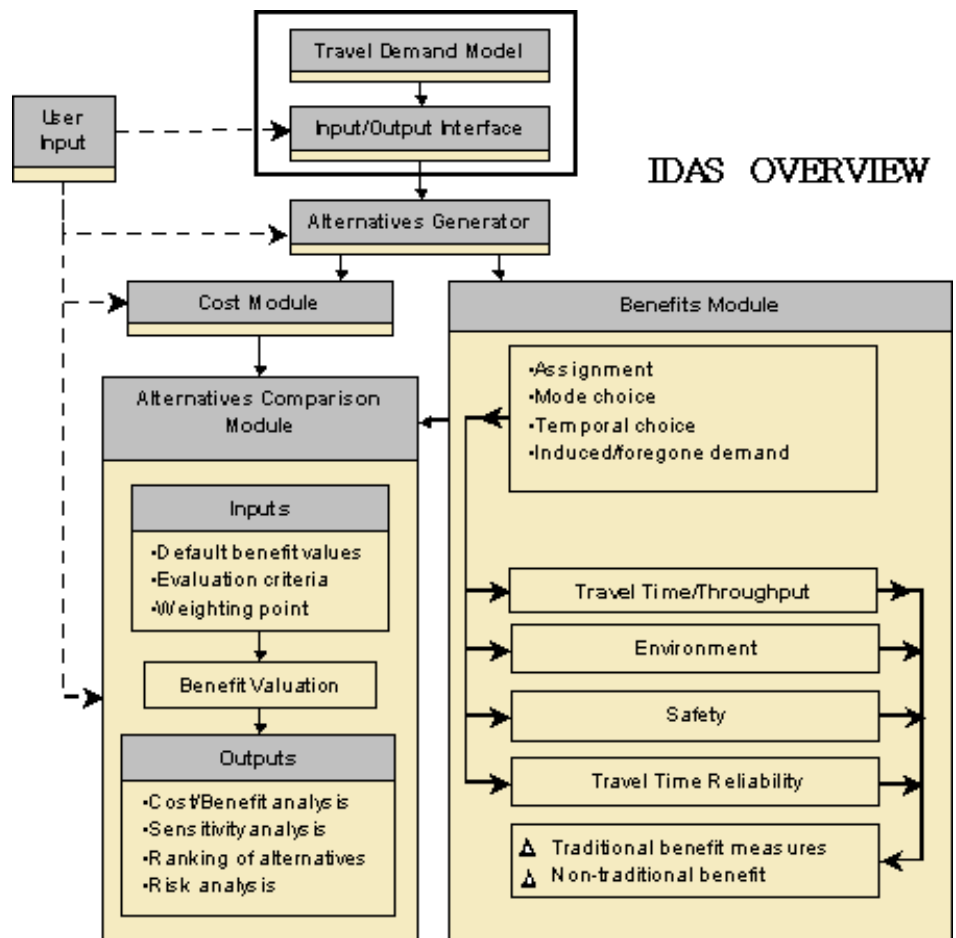 Travel Demand Model
User
Input
Input/Output Interface
IDAS OVERVIEW
Alternatives Generator
Cost Module
Benefits Module
•Assignment
•Mode choice
•Temporal choice
•Induced/foregone demand
Alternatives Comparison
Module
Inputs
•Default benefit values
•Evaluation criteria
•Weighting point
Benefit Valuation
Outputs
•Cost/Benefit analysis
•Sensitivity analysis
•Ranking of alternatives
•Risk analysis
Travel Time/Throughput
Environment
Safety
Travel Time Reliability
Δ Traditional benefit measures
Δ Non-traditional benefit